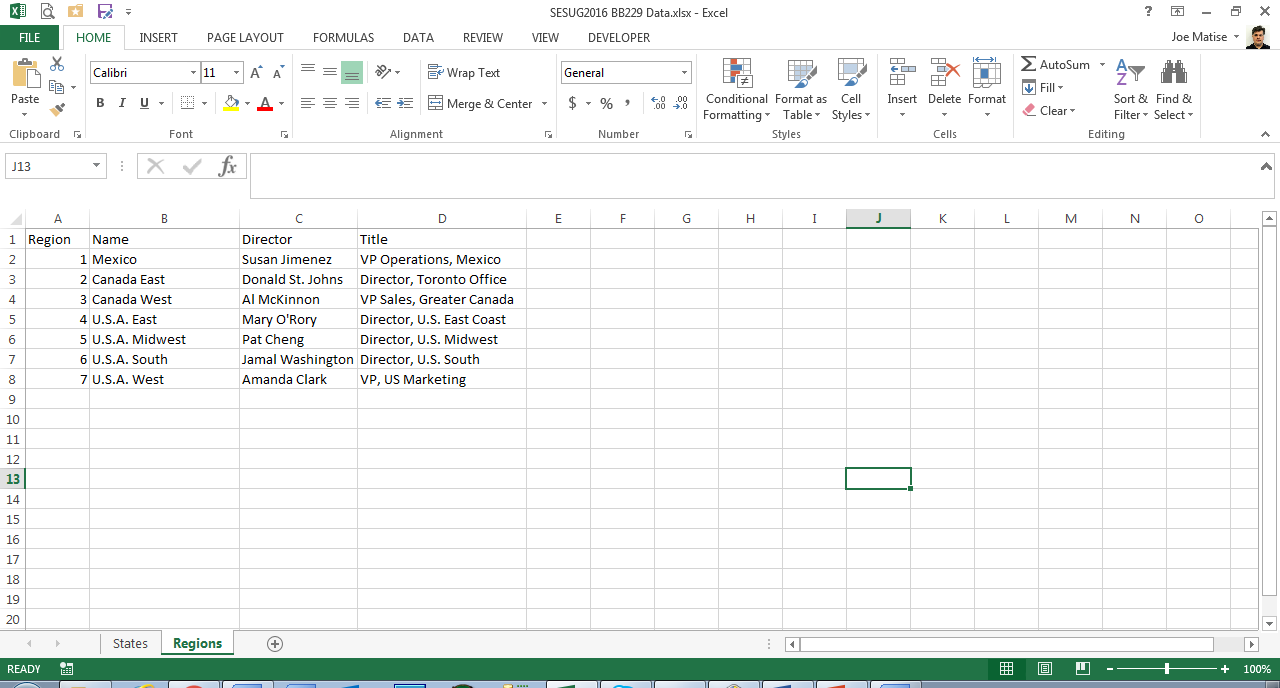 SESUG2016 BB229 Data.xlsx - Excel
FILE HOME INSERT PAGE LAYOUT FORMULAS DATA REVIEW VIEW DEVELOPER Joe Matise
Calibri 11 Wrap Text General AutoSum
Paste Conditional Formatting Format as Table Cell Styles Insert Delete Format Fill Sort & Filter Find & Select
B I U A Merge & Center $ % , Clear
Clipboard Font Alignment Number Styles Cells Editing
J13 fx
A B C D E F G H I J K L M N O
1 Region Name Director Title
2 1 Mexico Susan Jimenez VP Operations, Mexico
3 2 Canada East Donald St. Johns Director, Toronto Office
4 3 Canada West Al McKinnon VP Sales, Greater Canada
5 4 U.S.A. East Mary O'Rory Director, U.S. East Coast
6 5 U.S.A. Midwest Pat Cheng Director, U.S. Midwest
7 6 U.S.A. South Jamal Washington Director, U.S. South
8 7 U.S.A. West Amanda Clark VP, US Marketing
9
10
11
12
13
14
15
16
17
18
19
20
States Regions
READY 100%